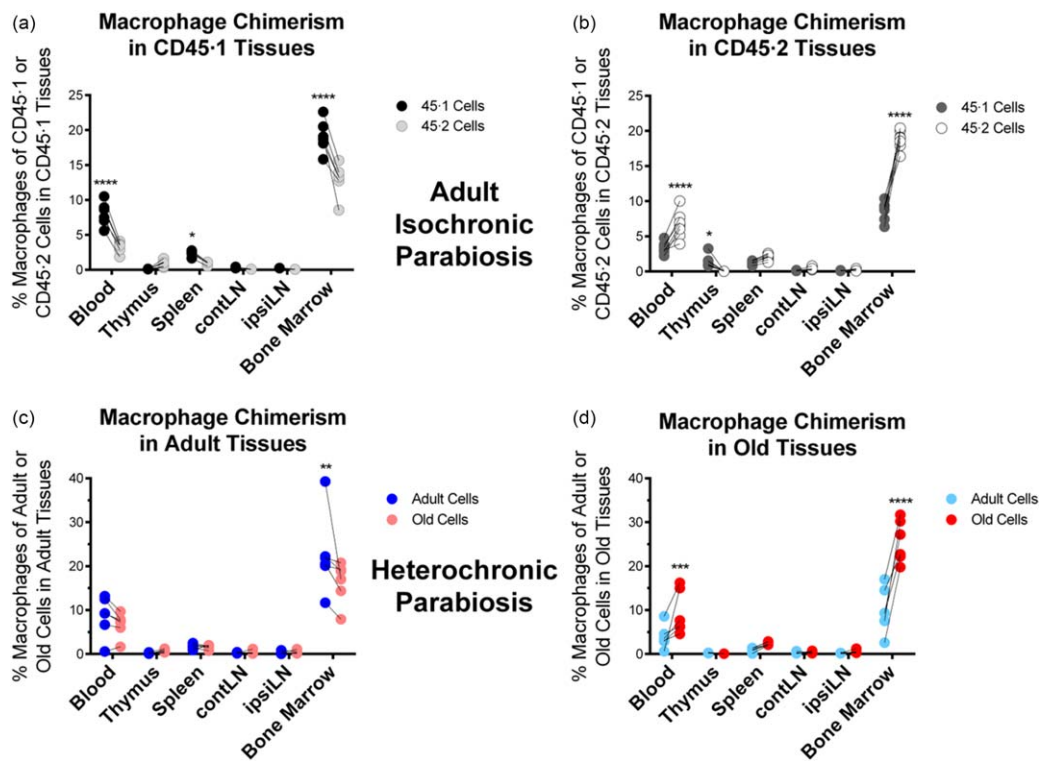 (a)
Macrophage Chimerism
in CD45·1 Tissues
% Macrophages of CD45·1 or
CD45·2 Cells in CD45·1 Tissues
25
20
15
10
5
0
****
*
****
Blood
Thymus
Spleen
contLN
ipsiLN
Bone Marrow
45·1 Cells
45·2 Cells
Adult
Isochronic
Parabiosis
(b)
Macrophage Chimerism
in CD45·2 Tissues
% Macrophages of CD45·1 or
CD45·2 Cells in CD45·2 Tissues
25
20
15
10
5
0
****
*
****
Blood
Thymus
Spleen
contLN
ipsiLN
Bone Marrow
45·1 Cells
45·2 Cells
(c)
Macrophage Chimerism
in Adult Tissues
% Macrophages of Adult or
Old Cells in Adult Tissues
40
30
20
10
0
**
Blood
Thymus
Spleen
contLN
ipsiLN
Bone Marrow
Adult Cells
Old Cells
Heterochronic
Parabiosis
(d)
Macrophage Chimerism
in Old Tissues
% Macrophages of Adult or
Old Cells in Old Tissues
40
30
20
10
0
***
****
Blood
Thymus
Spleen
contLN
ipsiLN
Bone Marrow
Adult Cells
Old Cells